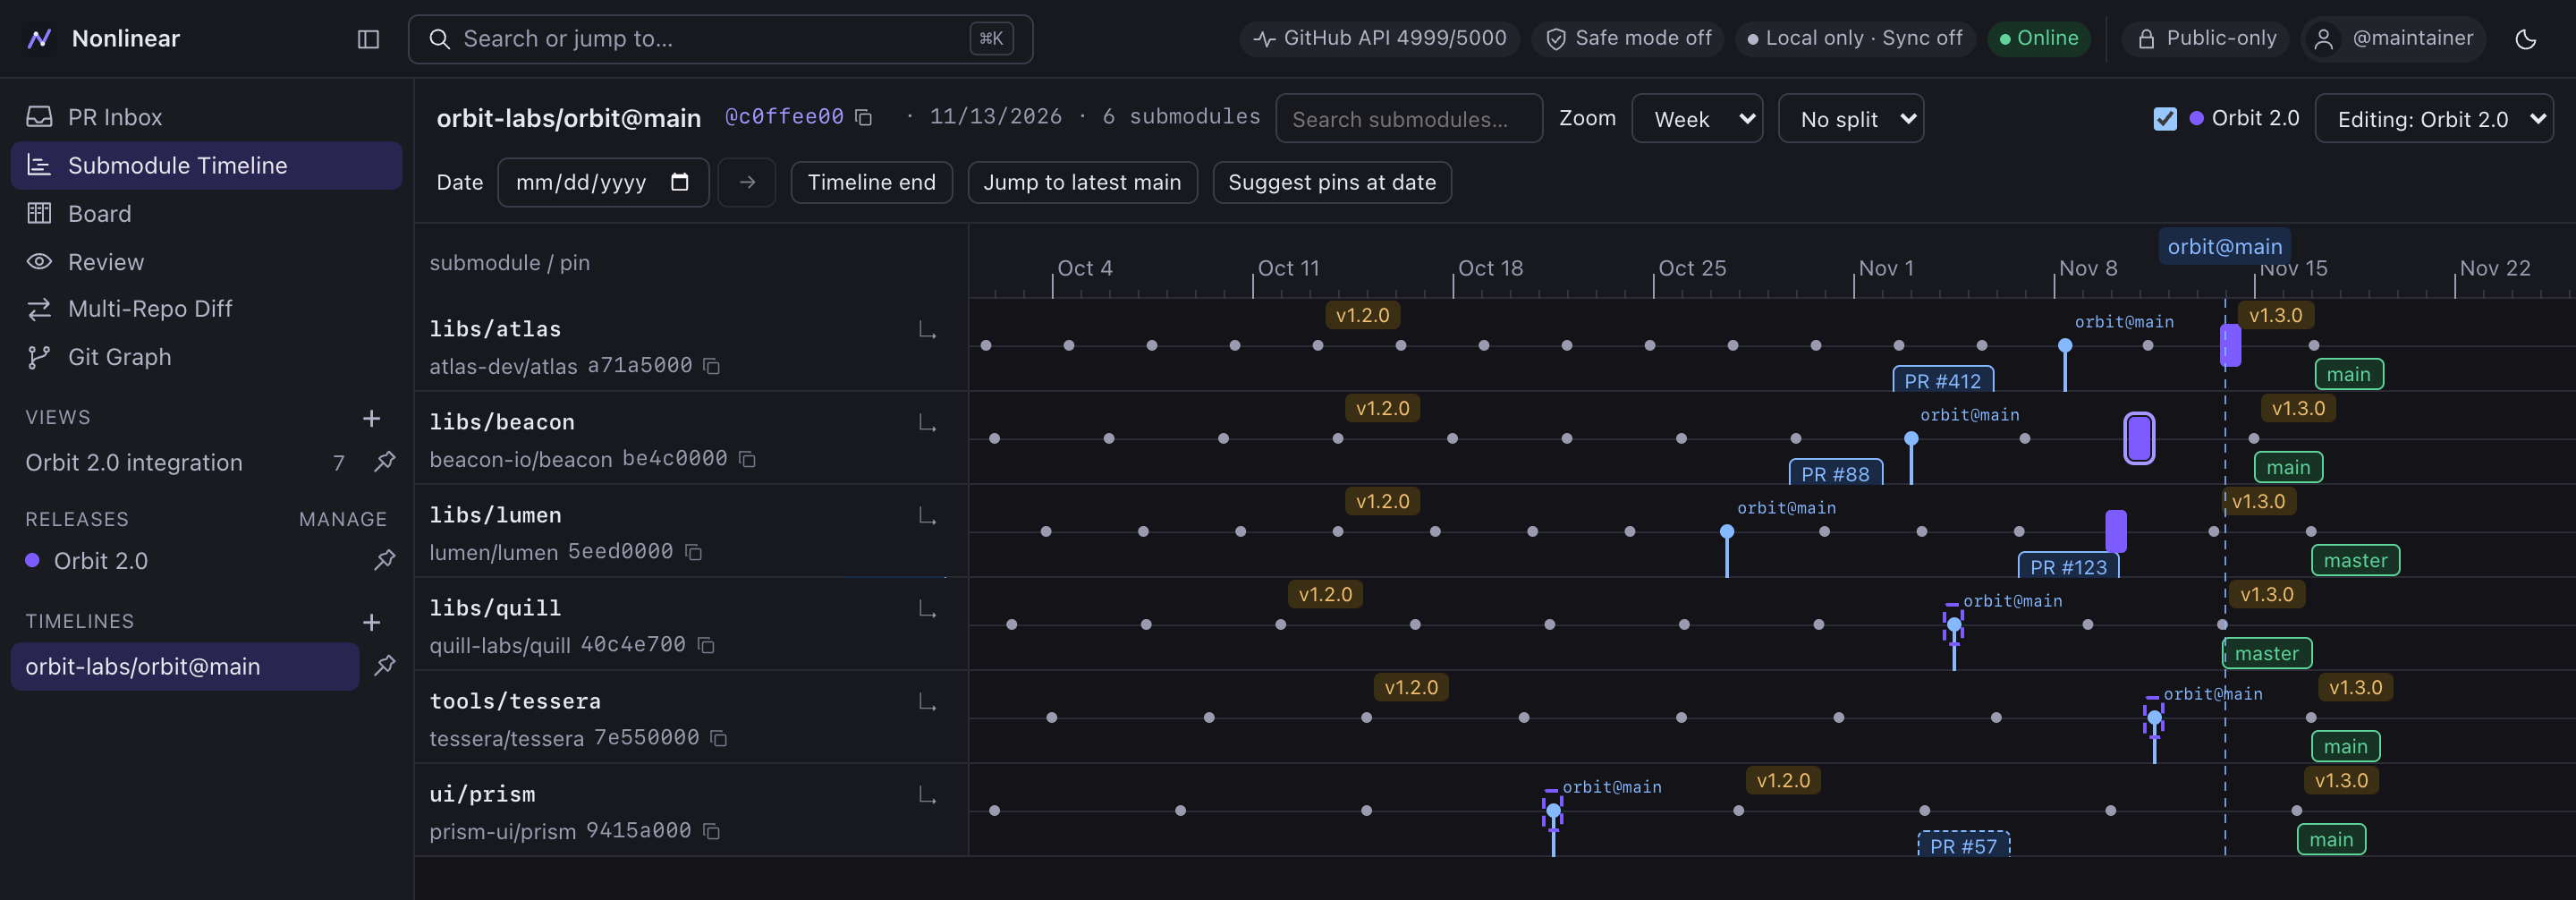 Nonlinear
Search or jump to...
⌘K
GitHub API 4999/5000
Safe mode off
Local only · Sync off
Online
Public-only
@maintainer
PR Inbox
Submodule Timeline
Board
Review
Multi-Repo Diff
Git Graph
VIEWS
Orbit 2.0 integration 7
RELEASES MANAGE
Orbit 2.0
TIMELINES
orbit-labs/orbit@main
orbit-labs/orbit@main @c0ffee00 · 11/13/2026 · 6 submodules
Search submodules...
Zoom
Week
No split
Orbit 2.0
Editing: Orbit 2.0
Date
mm/dd/yyyy
→
Timeline end
Jump to latest main
Suggest pins at date
submodule / pin
orbit@main
Oct 4 Oct 11 Oct 18 Oct 25 Nov 1 Nov 8 Nov 15 Nov 22
libs/atlas
atlas-dev/atlas a71a5000
v1.2.0
orbit@main
v1.3.0
PR #412
main
libs/beacon
beacon-io/beacon be4c0000
v1.2.0
orbit@main
v1.3.0
PR #88
main
libs/lumen
lumen/lumen 5eed0000
v1.2.0
orbit@main
v1.3.0
PR #123
master
libs/quill
quill-labs/quill 40c4e700
v1.2.0
orbit@main
v1.3.0
master
tools/tessera
tessera/tessera 7e550000
v1.2.0
orbit@main
v1.3.0
main
ui/prism
prism-ui/prism 9415a000
orbit@main
v1.2.0
v1.3.0
PR #57
main